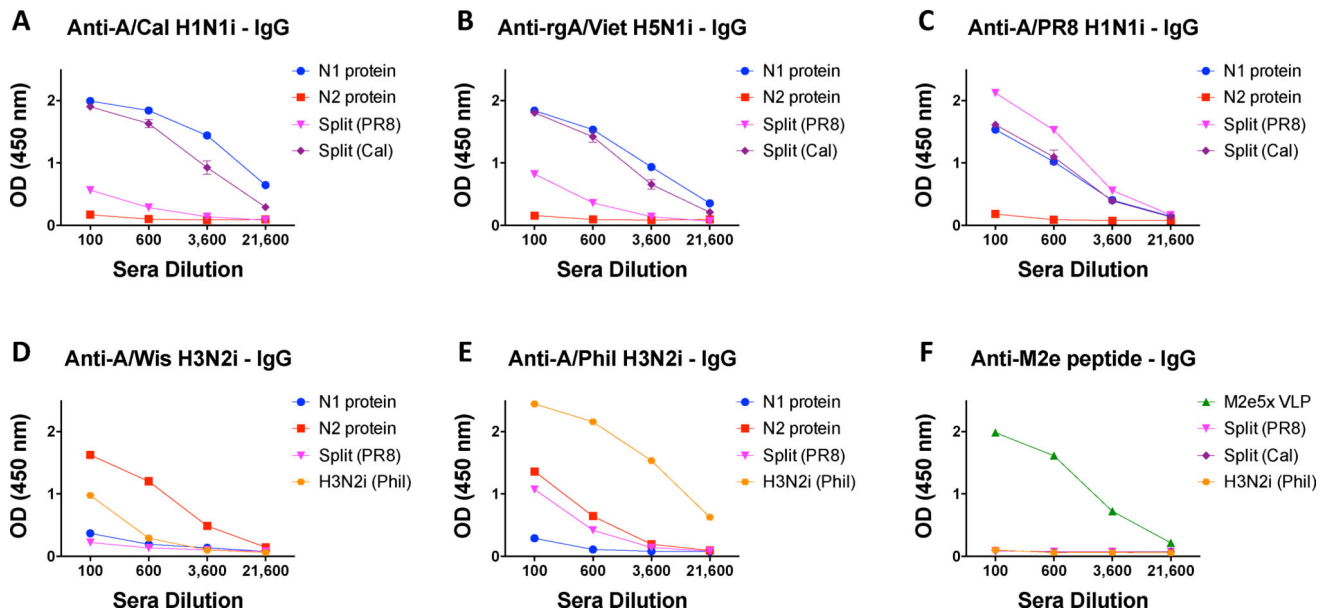 A Anti-A/Cal H1N1i - IgG
OD (450 nm)
2
1
0
100 600 3,600 21,600
Sera Dilution
N1 protein
N2 protein
Split (PR8)
Split (Cal)
B Anti-rgA/Viet H5N1i - IgG
OD (450 nm)
2
1
0
100 600 3,600 21,600
Sera Dilution
N1 protein
N2 protein
Split (PR8)
Split (Cal)
C Anti-A/PR8 H1N1i - IgG
OD (450 nm)
2
1
0
100 600 3,600 21,600
Sera Dilution
N1 protein
N2 protein
Split (PR8)
Split (Cal)
D Anti-A/Wis H3N2i - IgG
OD (450 nm)
2
1
0
100 600 3,600 21,600
Sera Dilution
N1 protein
N2 protein
Split (PR8)
H3N2i (Phil)
E Anti-A/Phil H3N2i - IgG
OD (450 nm)
2
1
0
100 600 3,600 21,600
Sera Dilution
N1 protein
N2 protein
Split (PR8)
H3N2i (Phil)
F Anti-M2e peptide - IgG
OD (450 nm)
2
1
0
100 600 3,600 21,600
Sera Dilution
M2e5x VLP
Split (PR8)
Split (Cal)
H3N2i (Phil)